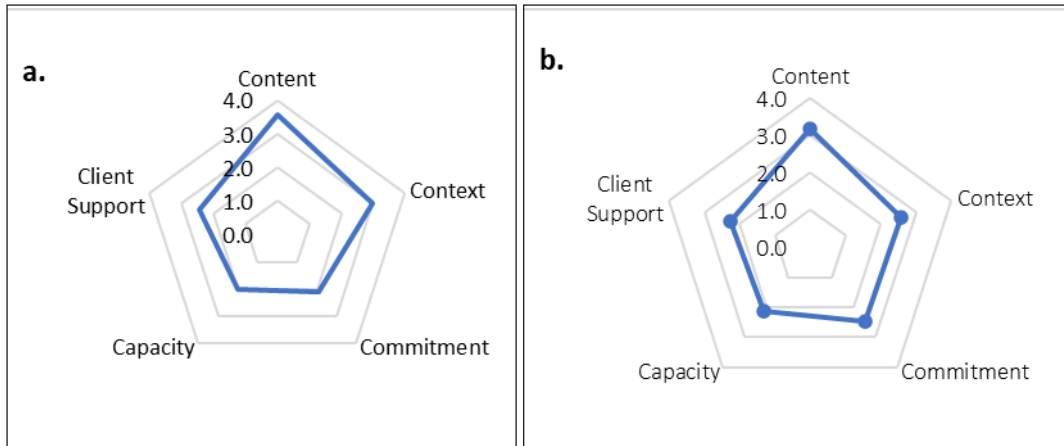 a.
Content
4.0
3.0
2.0
1.0
0.0
Client
Support
Context
Capacity
Commitment
b.
Content
4.0
3.0
2.0
1.0
0.0
Client
Support
Context
Capacity
Commitment